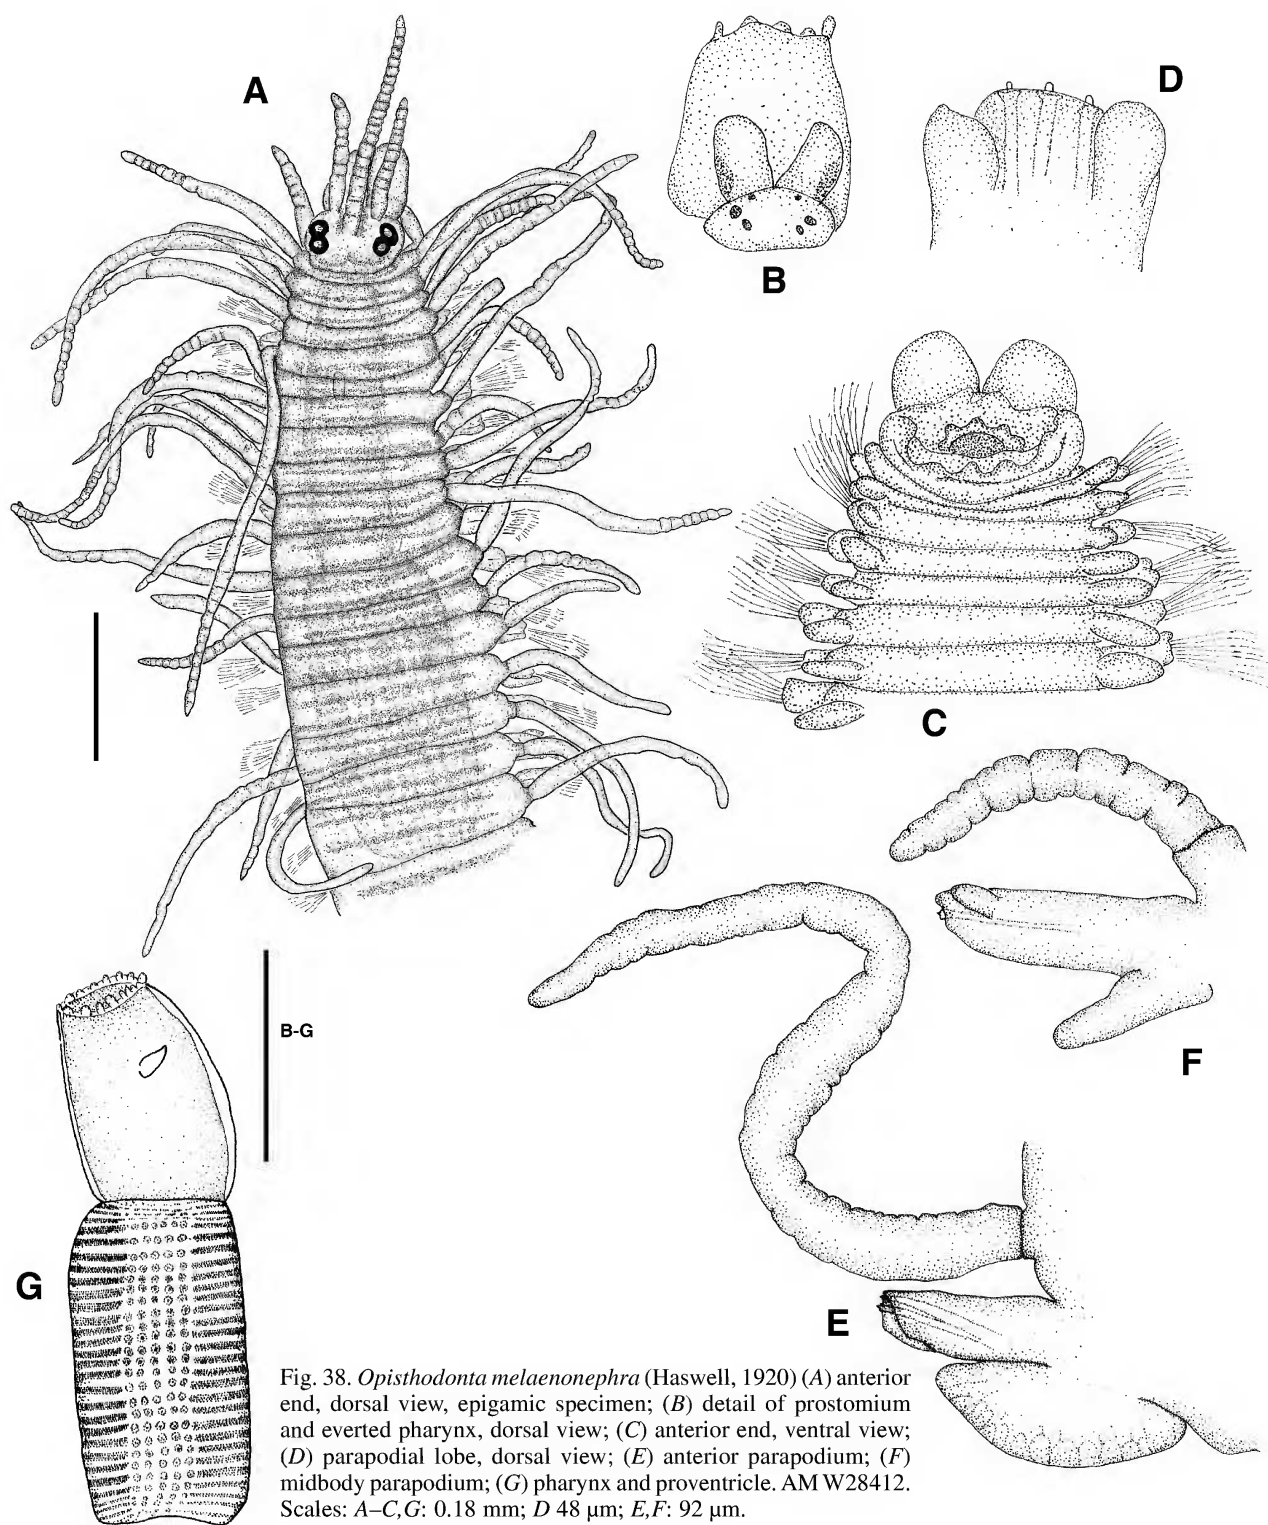 A
B
D
C
B-G
F
G
E
Fig. 38. Opisthodonta melaenonephra (Haswell, 1920) (A) anterior
end, dorsal view, epigamic specimen; (B) detail of prostomium
and everted pharynx, dorsal view; (C) anterior end, ventral view;
(D) parapodial lobe, dorsal view; (E) anterior parapodium; (F)
midbody parapodium; (G) pharynx and proventricle. AM W28412.
Scales: A–C,G: 0.18 mm; D 48 µm; E,F: 92 µm.